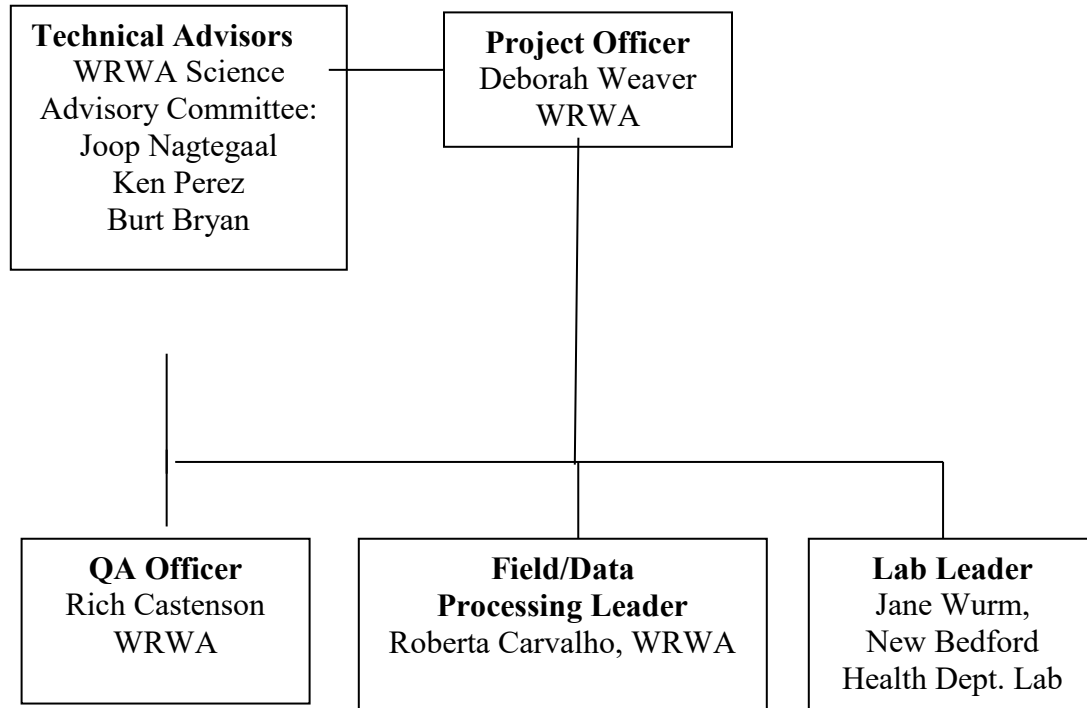 Technical Advisors
WRWA Science
Advisory Committee:
Joop Nagtegaal
Ken Perez
Burt Bryan
Project Officer
Deborah Weaver
WRWA
QA Officer
Rich Castenson
WRWA
Field/Data
Processing Leader
Roberta Carvalho, WRWA
Lab Leader
Jane Wurm,
New Bedford
Health Dept. Lab